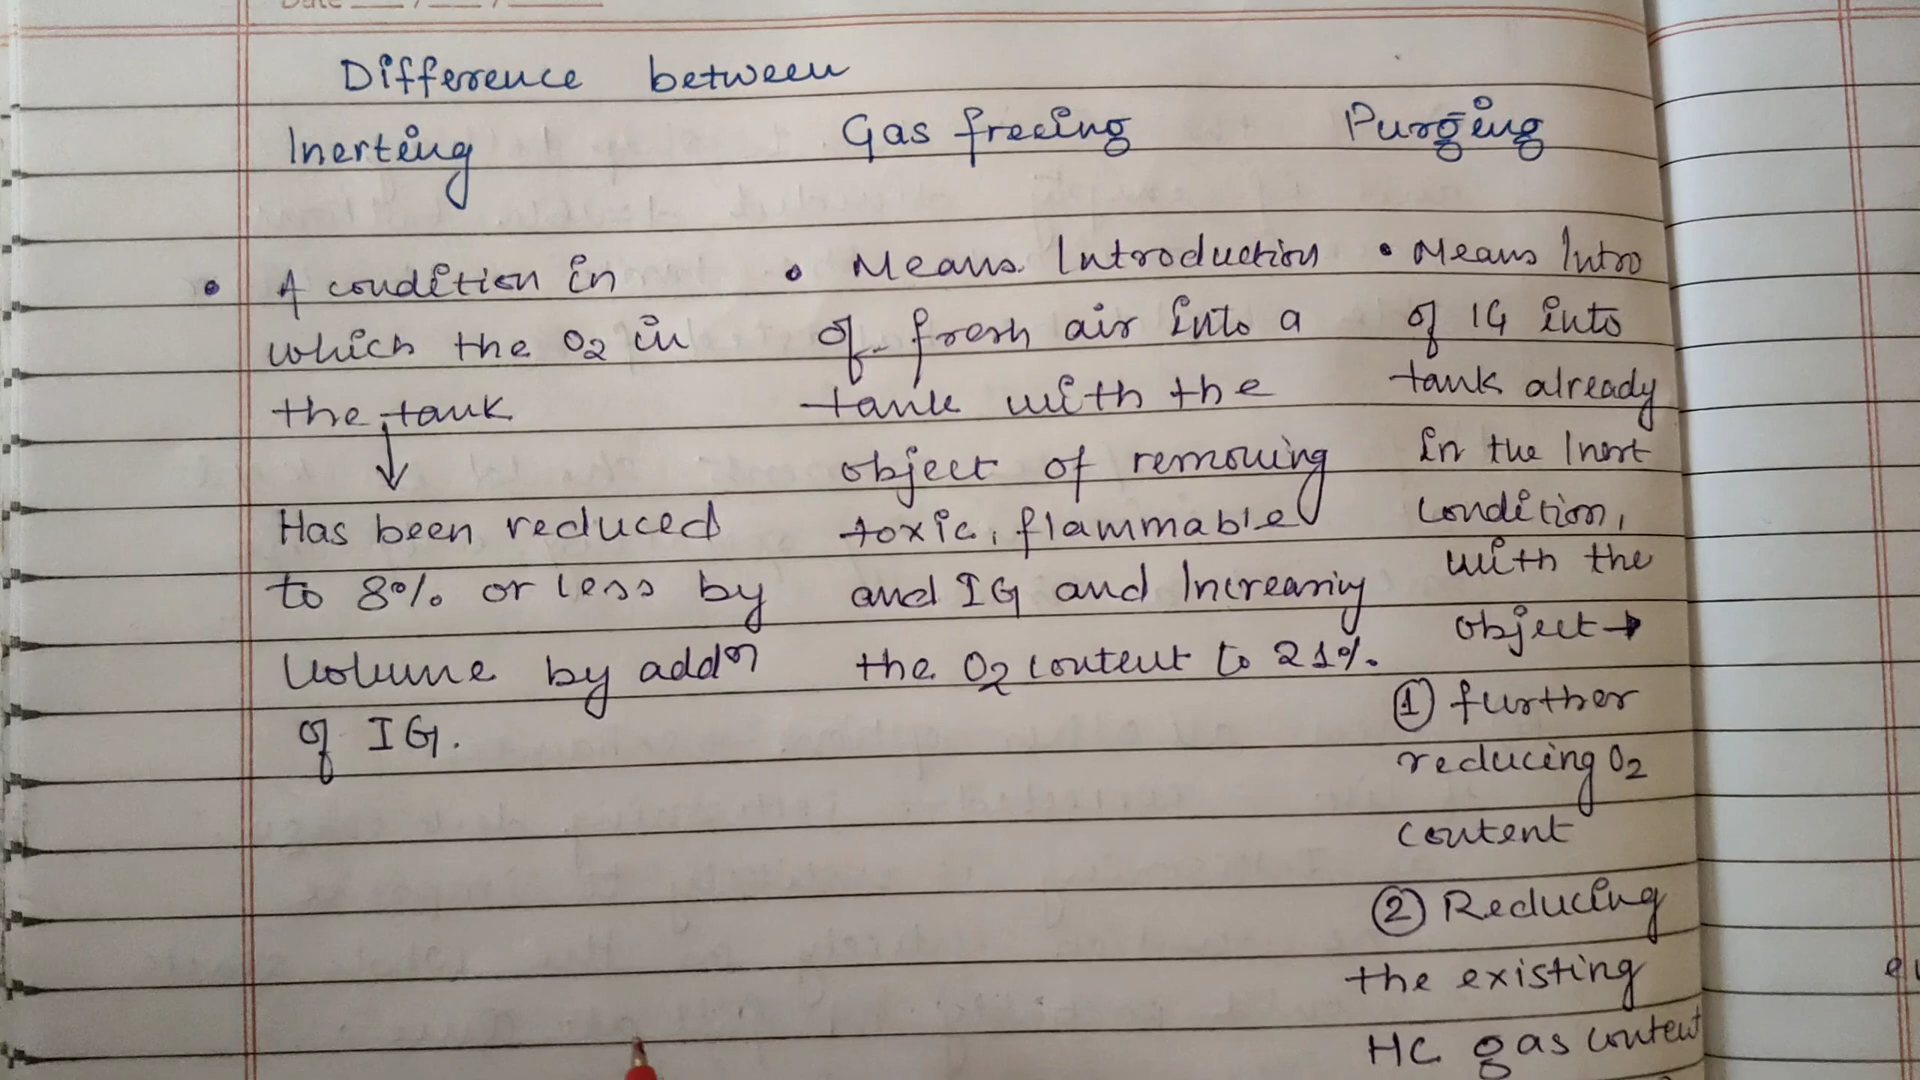 Date / /
Difference between
Inerting
Gas freeing
Purging
• A condition in
which the O2 in
the tank
↓
Has been reduced
to 8% or less by
Volume by addn
of IG.
• Means Introduction
of fresh air into a
tank with the
object of removing
toxic, flammable
and IG and Increasing
the O2 content to 21%.
• Means Intro
of IG into
tank already
in the Inert
condition,
with the
object →
① further
reducing O2
content
② Reducing
the existing
HC gas content